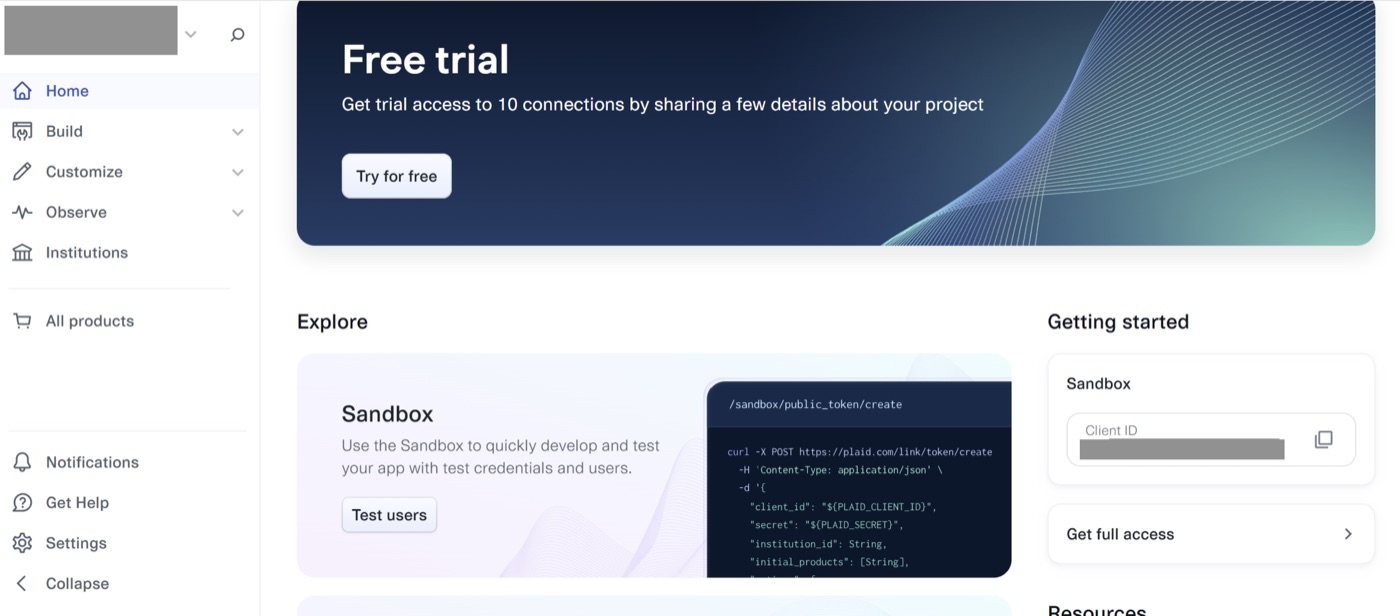 Home
Build
Customize
Observe
Institutions
All products
Notifications
Get Help
Settings
Collapse
Free trial
Get trial access to 10 connections by sharing a few details about your project
Try for free
Explore
Sandbox
Use the Sandbox to quickly develop and test
your app with test credentials and users.
Test users
/sandbox/public_token/create
curl -X POST https://plaid.com/link/token/create
-H 'Content-Type: application/json' \
-d '{
"client_id": "${PLAID_CLIENT_ID}",
"secret": "${PLAID_SECRET}",
"institution_id": String,
"initial_products": [String],
Getting started
Sandbox
Client ID
Get full access
Resources